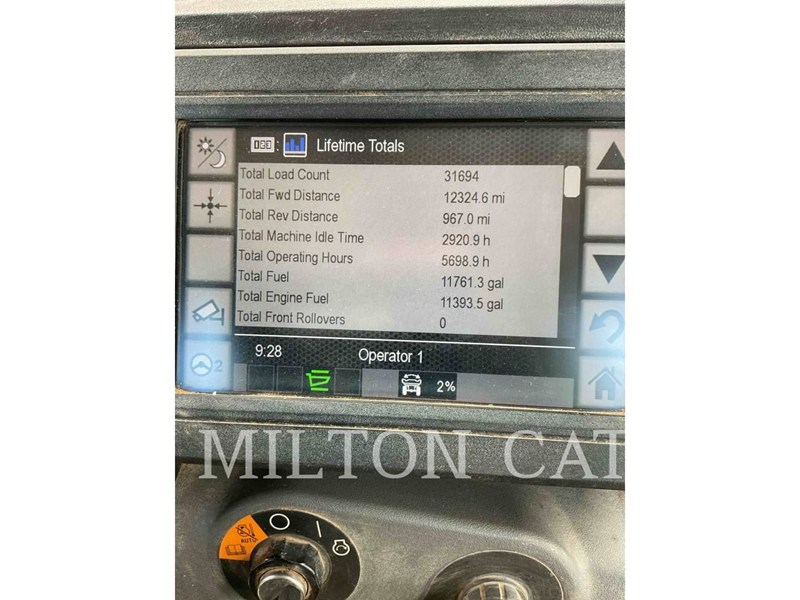 123 : Lifetime Totals
Total Load Count 31694
Total Fwd Distance 12324.6 mi
Total Rev Distance 967.0 mi
Total Machine Idle Time 2920.9 h
Total Operating Hours 5698.9 h
Total Fuel 11761.3 gal
Total Engine Fuel 11393.5 gal
Total Front Rollovers 0
2
9:28 Operator 1
2%
MILTON CAT
AUTO